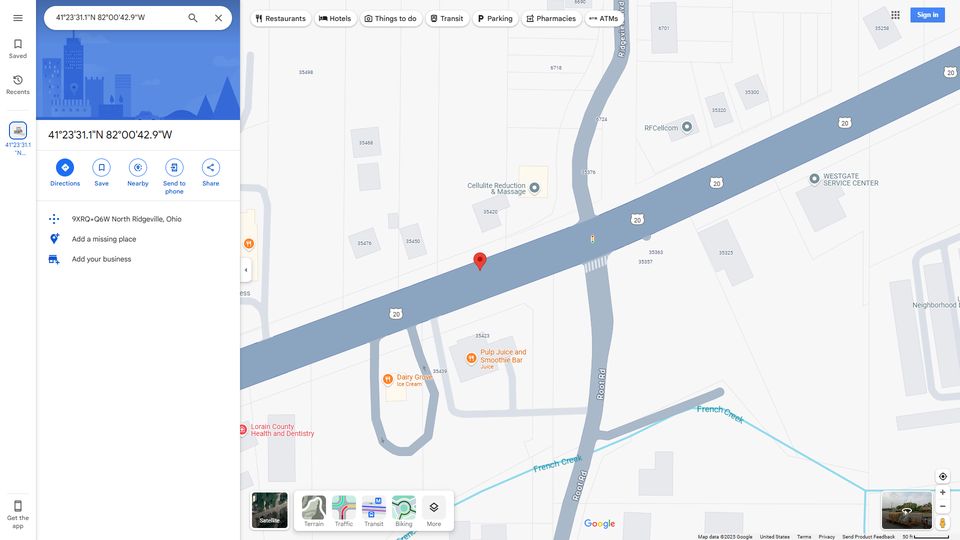 41°23'31.1"N 82°00'42.9"W
Restaurants
Hotels
Things to do
Transit
Parking
Pharmacies
ATMs
Sign in
Saved
Recents
41°23'31.1
"N...
41°23'31.1"N 82°00'42.9"W
Directions
Save
Nearby
Send to
phone
Share
9XRQ+Q6W North Ridgeville, Ohio
Add a missing place
Add your business
Get the
app
6690
6701
35258
35498
6718
35300
35320
RFCellcom
6724
35468
35376
20
20
20
20
20
WESTGATE
SERVICE CENTER
Cellulite Reduction
& Massage
35420
35476
35450
35363
35357
35325
ess
35423
Pulp Juice and
Smoothie Bar
Juice
35439
Dairy Grove
Ice Cream
Root Rd
French Creek
Neighborhood
Lorain County
Health and Dentistry
French Creek
Root Rd
Satellite
Terrain
Traffic
Transit
Biking
More
Google
Map data ©2025 Google
United States
Terms
Privacy
Send Product Feedback
50 ft